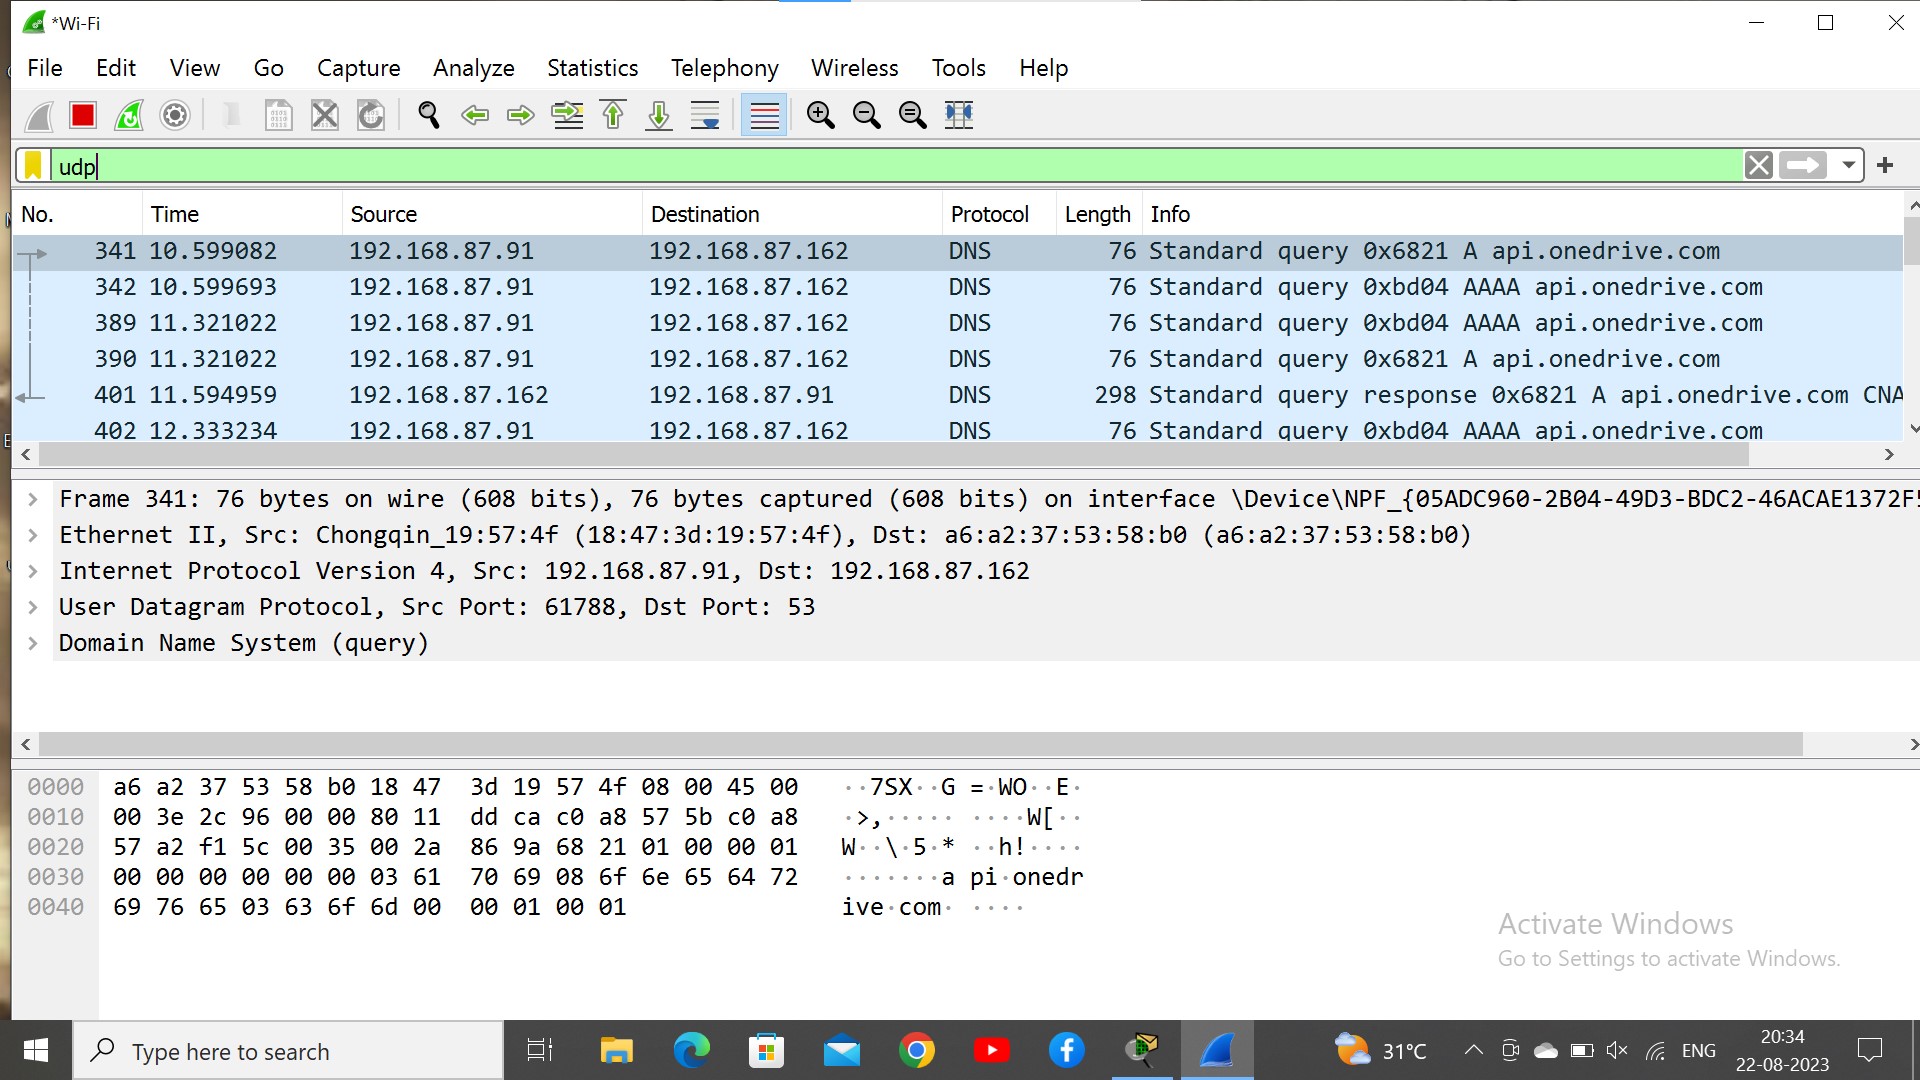 *Wi-Fi
File Edit View Go Capture Analyze Statistics Telephony Wireless Tools Help
udp
No. Time Source Destination Protocol Length Info
341 10.599082 192.168.87.91 192.168.87.162 DNS 76 Standard query 0x6821 A api.onedrive.com
342 10.599693 192.168.87.91 192.168.87.162 DNS 76 Standard query 0xbd04 AAAA api.onedrive.com
389 11.321022 192.168.87.91 192.168.87.162 DNS 76 Standard query 0xbd04 AAAA api.onedrive.com
390 11.321022 192.168.87.91 192.168.87.162 DNS 76 Standard query 0x6821 A api.onedrive.com
401 11.594959 192.168.87.162 192.168.87.91 DNS 298 Standard query response 0x6821 A api.onedrive.com CNA
402 12.333234 192.168.87.91 192.168.87.162 DNS 76 Standard query 0xbd04 AAAA api.onedrive.com
Frame 341: 76 bytes on wire (608 bits), 76 bytes captured (608 bits) on interface \Device\NPF_{05ADC960-2B04-49D3-BDC2-46ACAE1372F5
Ethernet II, Src: Chongqin_19:57:4f (18:47:3d:19:57:4f), Dst: a6:a2:37:53:58:b0 (a6:a2:37:53:58:b0)
Internet Protocol Version 4, Src: 192.168.87.91, Dst: 192.168.87.162
User Datagram Protocol, Src Port: 61788, Dst Port: 53
Domain Name System (query)
0000 a6 a2 37 53 58 b0 18 47 3d 19 57 4f 08 00 45 00 ··7SX··G =·WO··E·
0010 00 3e 2c 96 00 00 80 11 dd ca c0 a8 57 5b c0 a8 ·>,····· ····W[··
0020 57 a2 f1 5c 00 35 00 2a 86 9a 68 21 01 00 00 01 W··\·5·* ··h!····
0030 00 00 00 00 00 00 03 61 70 69 08 6f 6e 65 64 72 ·······a pi·onedr
0040 69 76 65 03 63 6f 6d 00 00 01 00 01 ive·com· ····
Activate Windows
Go to Settings to activate Windows.
Type here to search
31°C
ENG
20:34
22-08-2023